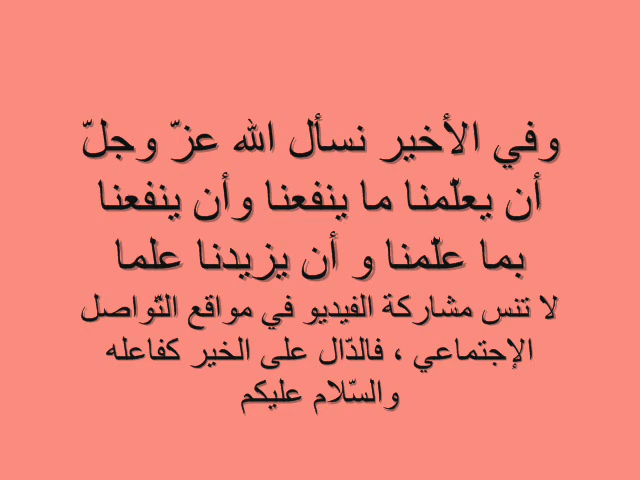 وفي الأخير نسأل الله عزّ وجلّ
أن يعلّمنا ما ينفعنا وأن ينفعنا
بما علّمنا و أن يزيدنا علما
لا تنس مشاركة الفيديو في مواقع التّواصل
الإجتماعي ، فالدّال على الخير كفاعله
والسّلام عليكم